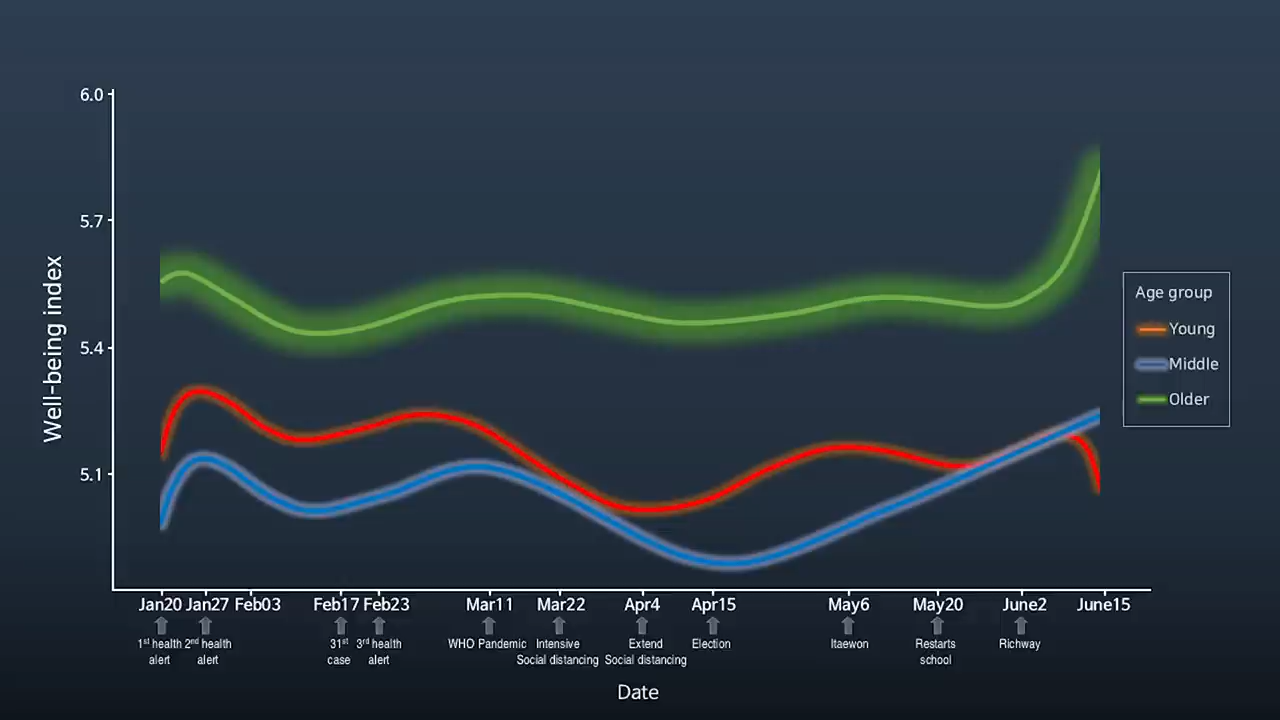 6.0
5.7
5.4
5.1
Well-being index
Age group
Young
Middle
Older
Jan20 Jan27 Feb03 Feb17 Feb23 Mar11 Mar22 Apr4 Apr15 May6 May20 June2 June15
1st health alert
2nd health alert
31st case
3rd health alert
WHO Pandemic
Intensive Social distancing
Extend Social distancing
Election
Itaewon
Restarts school
Richway
Date